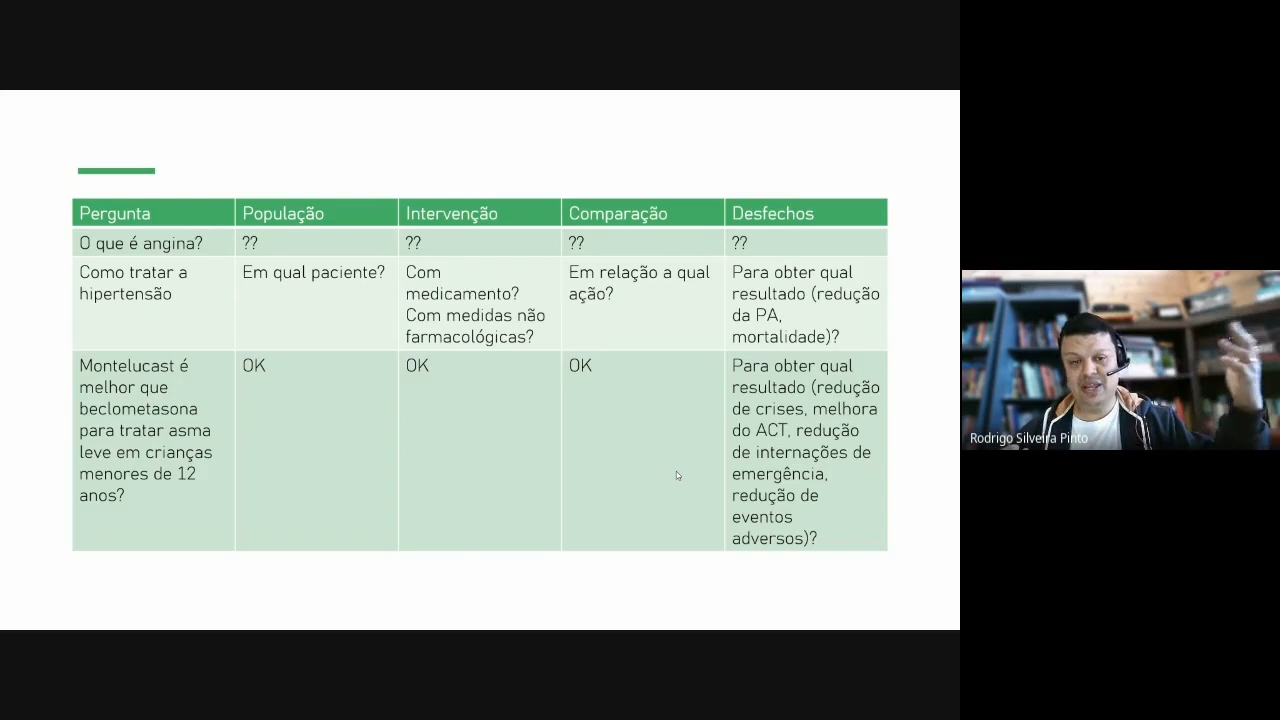 Pergunta
População
Intervenção
Comparação
Desfechos
O que é angina?
??
??
??
??
Como tratar a
hipertensão
Em qual paciente?
Com
medicamento?
Com medidas não
farmacológicas?
Em relação a qual
ação?
Para obter qual
resultado (redução
da PA,
mortalidade)?
Montelucast é
melhor que
beclometasona
para tratar asma
leve em crianças
menores de 12
anos?
OK
OK
OK
Para obter qual
resultado (redução
de crises, melhora
do ACT, redução
de internações de
emergência,
redução de
eventos
adversos)?
Rodrigo Silveira Pinto